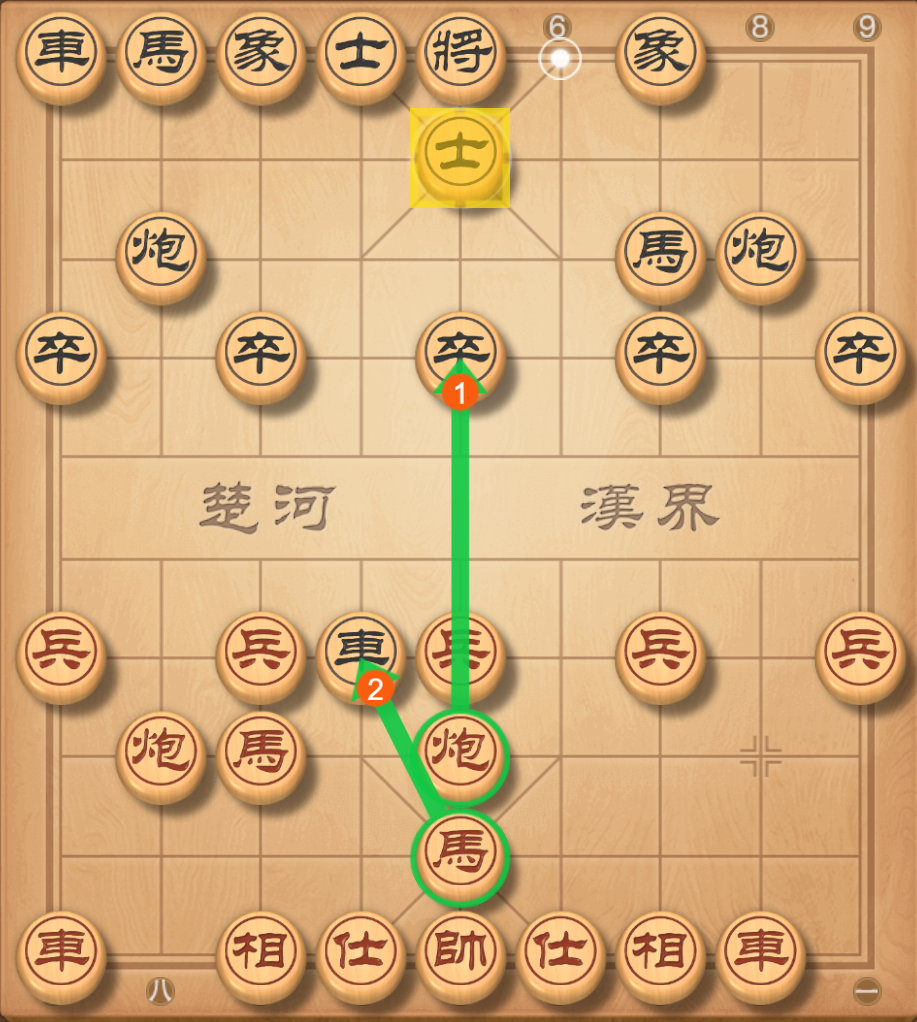 6 8 9
車 馬 象 士 將 象
士
炮 馬 炮
卒 卒 卒 卒 卒
1
楚河 漢界
兵 兵 車 兵 兵 兵
2
炮 馬 炮
馬
車 相 仕 帥 仕 相 車
八 一